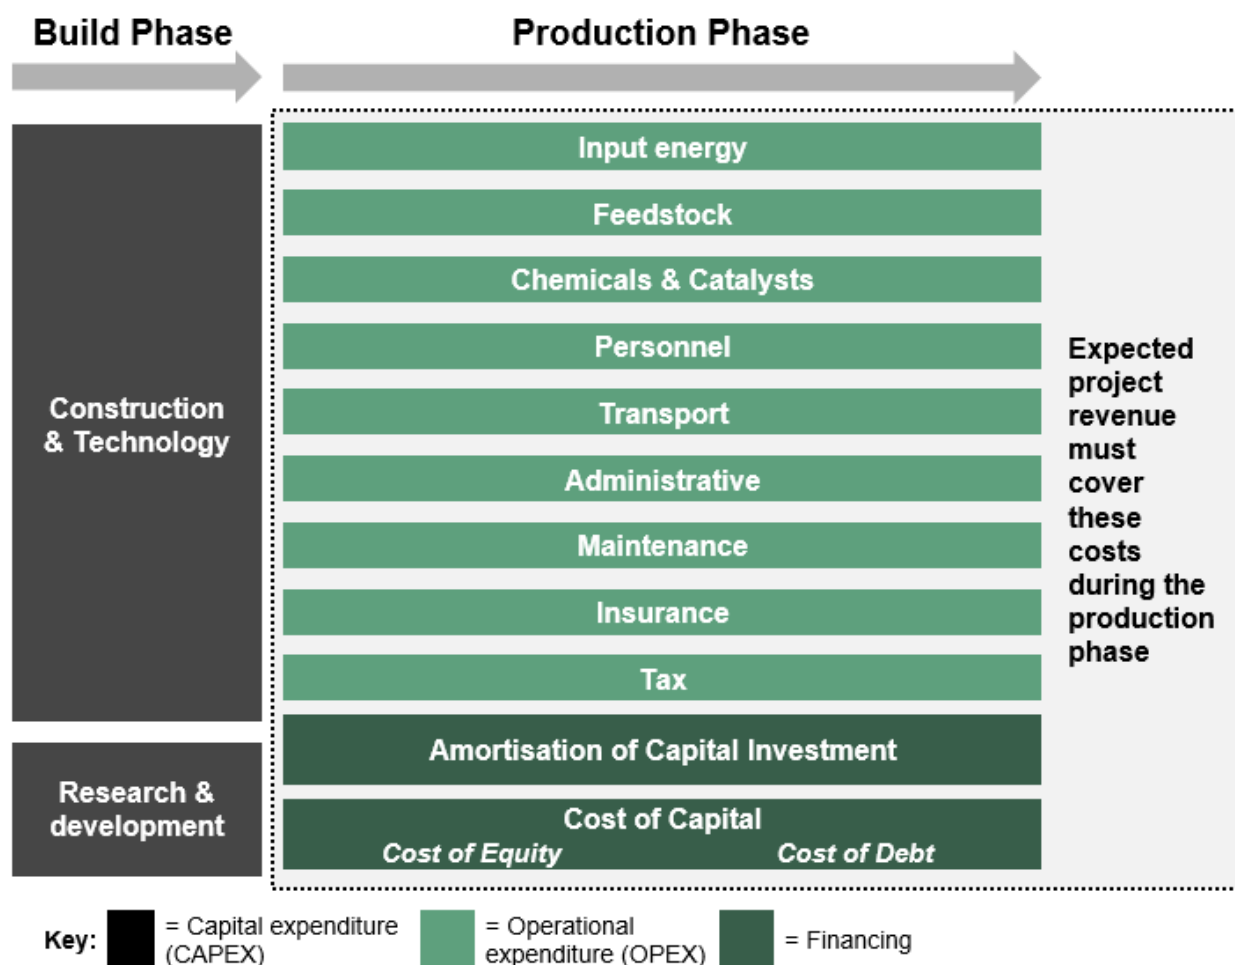 Build Phase
Production Phase
Construction
& Technology
Research &
development
Input energy
Feedstock
Chemicals & Catalysts
Personnel
Transport
Administrative
Maintenance
Insurance
Tax
Amortisation of Capital Investment
Cost of Capital
Cost of Equity
Cost of Debt
Expected
project
revenue
must
cover
these
costs
during the
production
phase
Key:
= Capital expenditure
(CAPEX)
= Operational
expenditure (OPEX)
= Financing